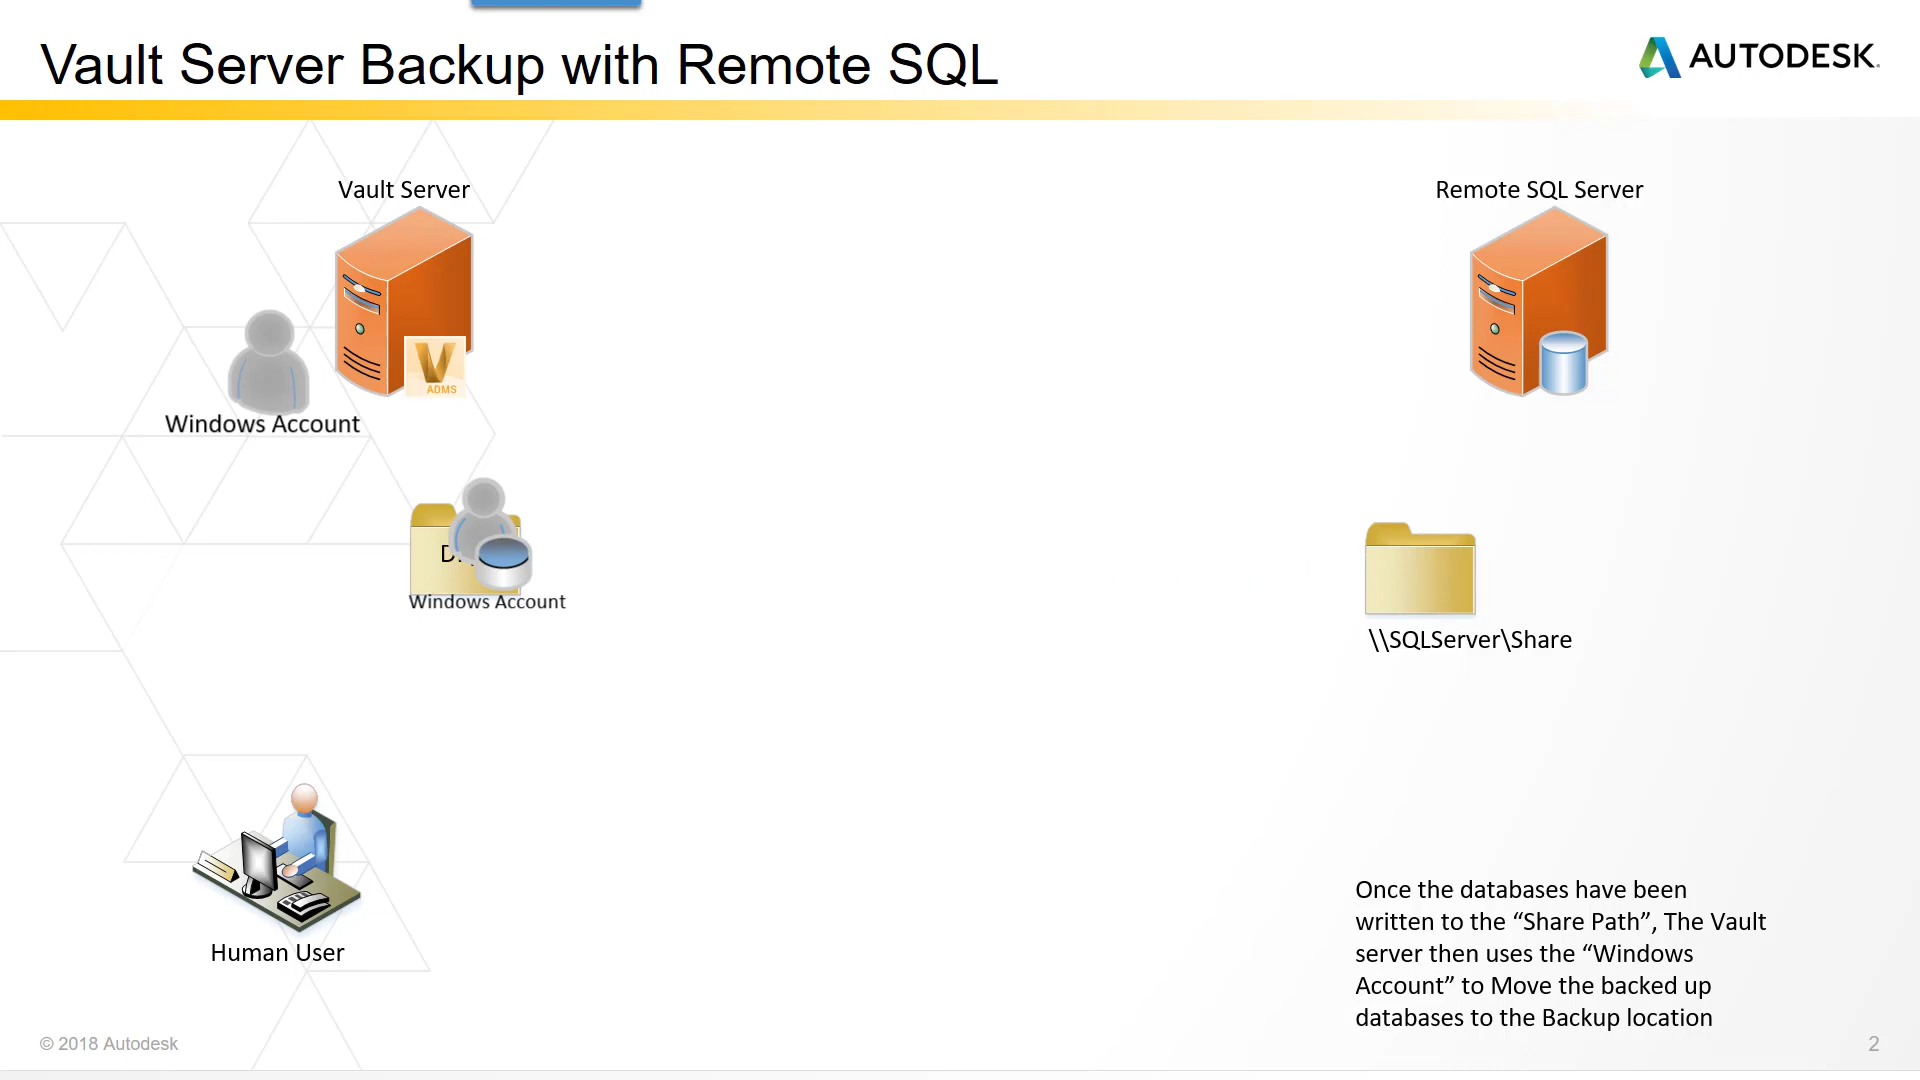 Vault Server Backup with Remote SQL
AUTODESK.
Vault Server
Remote SQL Server
ADMS
Windows Account
Windows Account
\\SQLServer\Share
Human User
Once the databases have been
written to the “Share Path”, The Vault
server then uses the “Windows
Account” to Move the backed up
databases to the Backup location
© 2018 Autodesk
2